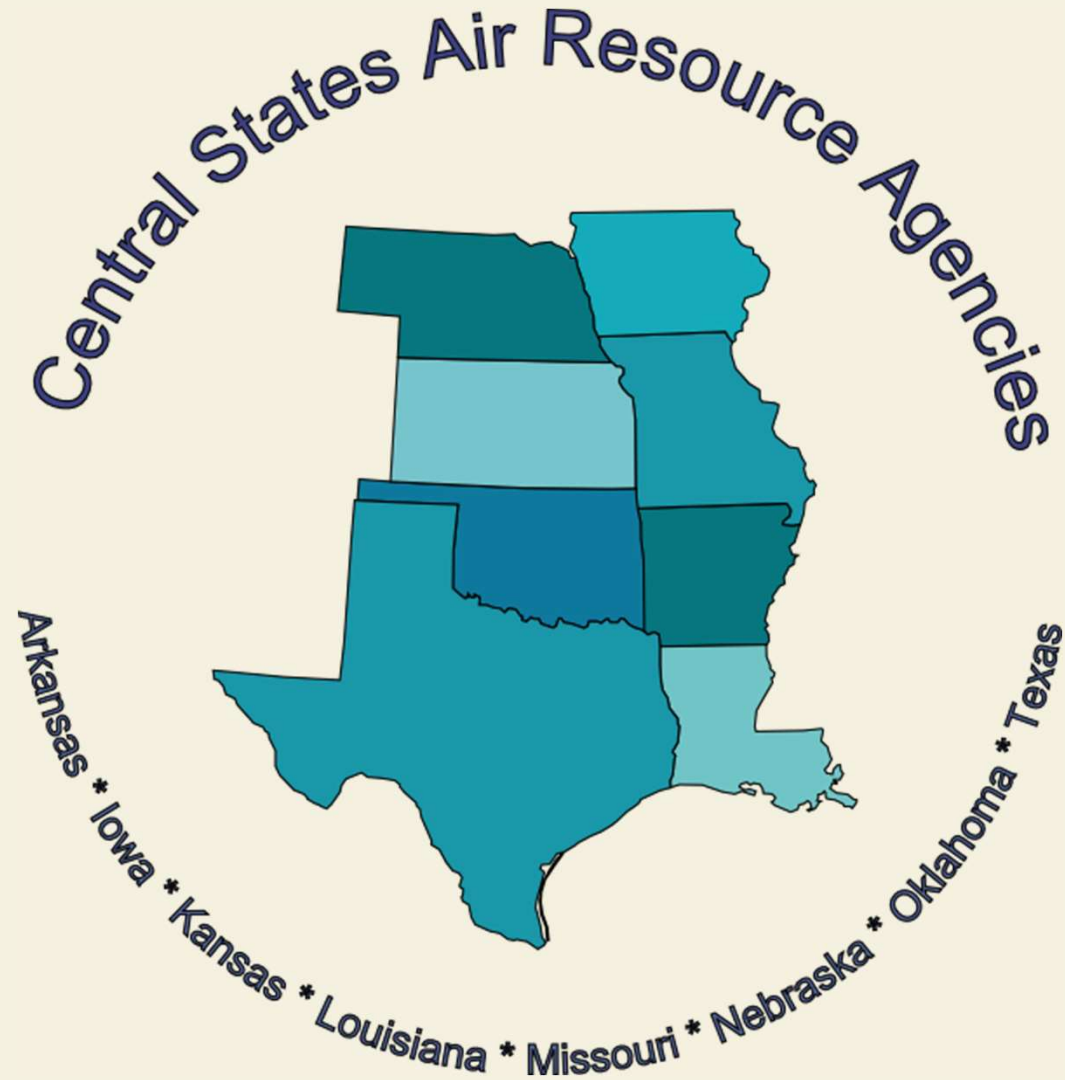 Central States Air Resource Agencies
Arkansas * Iowa * Kansas * Louisiana * Missouri * Nebraska * Oklahoma * Texas